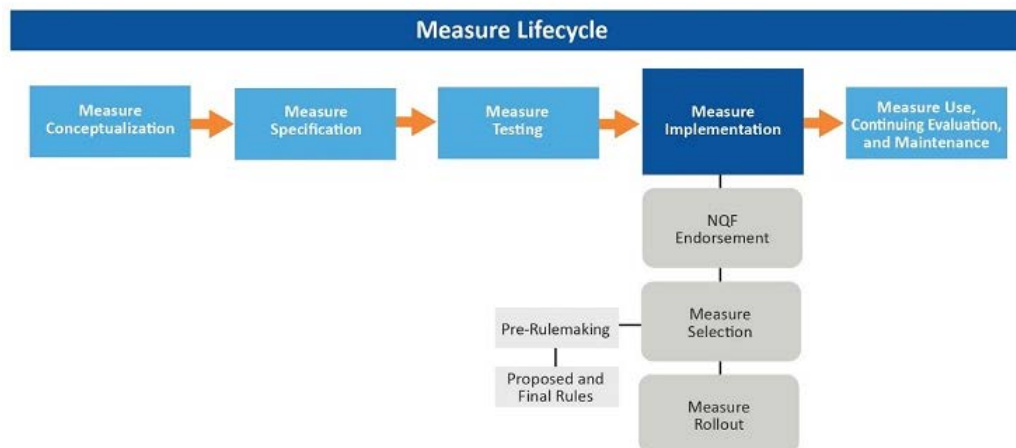 Measure Lifecycle
Measure
Conceptualization
Measure
Specification
Measure
Testing
Measure
Implementation
Measure Use,
Continuing Evaluation,
and Maintenance
NQF
Endorsement
Measure
Selection
Pre-Rulemaking
Proposed and
Final Rules
Measure
Rollout